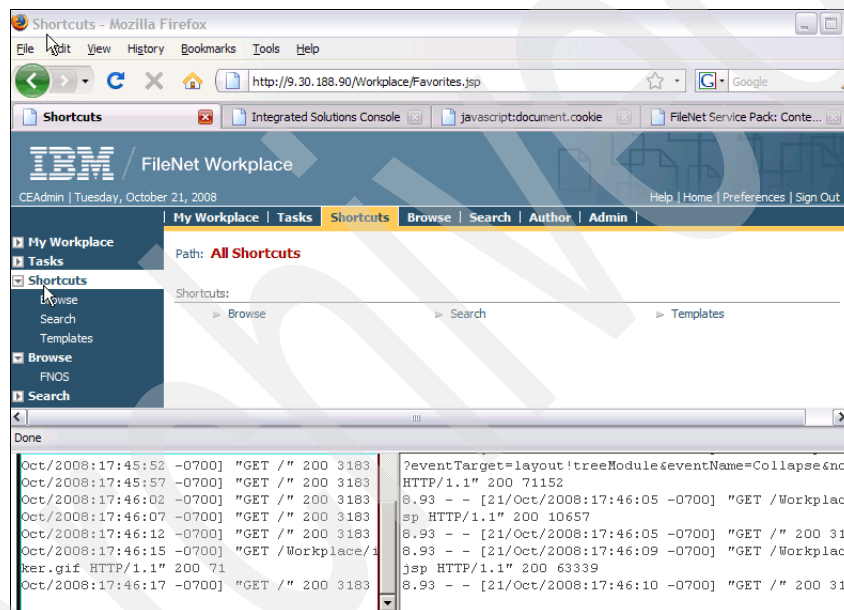 Shortcuts - Mozilla Firefox
File Edit View History Bookmarks Tools Help
http://9.30.188.90/Workplace/Favorites.jsp
G Google
Shortcuts
Integrated Solutions Console
javascript:document.cookie
FileNet Service Pack: Conte...
IBM FileNet Workplace
CEAdmin | Tuesday, October 21, 2008
Help | Home | Preferences | Sign Out
My Workplace | Tasks | Shortcuts | Browse | Search | Author | Admin |
My Workplace
Tasks
Shortcuts
Browse
Search
Templates
Browse
FNOS
Search
Path: All Shortcuts
Shortcuts:
Browse
Search
Templates
Done
Oct/2008:17:45:52 -0700] "GET /" 200 3183
Oct/2008:17:45:57 -0700] "GET /" 200 3183
Oct/2008:17:46:02 -0700] "GET /" 200 3183
Oct/2008:17:46:07 -0700] "GET /" 200 3183
Oct/2008:17:46:12 -0700] "GET /" 200 3183
Oct/2008:17:46:15 -0700] "GET /Workplace/i
ker.gif HTTP/1.1" 200 71
Oct/2008:17:46:17 -0700] "GET /" 200 3183
?eventTarget=layout!treeModule&eventName=Collapse&no
HTTP/1.1" 200 71152
8.93 - - [21/Oct/2008:17:46:05 -0700] "GET /Workplac
sp HTTP/1.1" 200 10657
8.93 - - [21/Oct/2008:17:46:05 -0700] "GET /" 200 31
8.93 - - [21/Oct/2008:17:46:09 -0700] "GET /Workplac
jsp HTTP/1.1" 200 63339
8.93 - - [21/Oct/2008:17:46:10 -0700] "GET /" 200 31